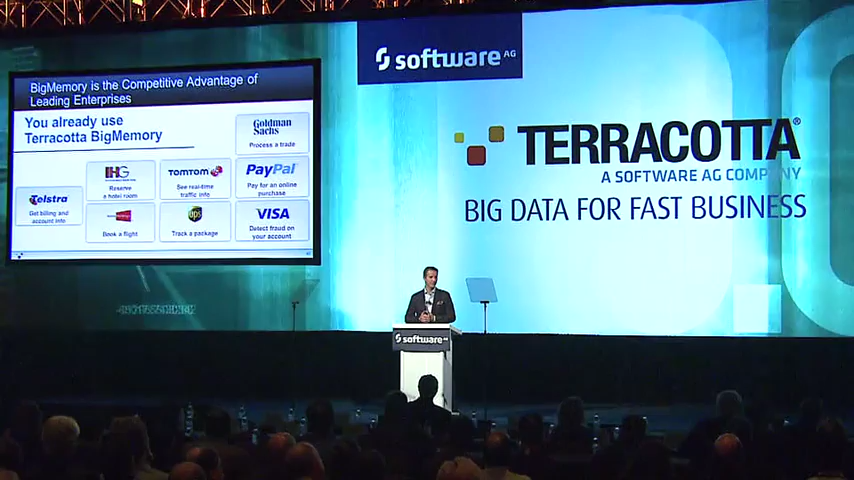 software AG
BigMemory is the Competitive Advantage of
Leading Enterprises
You already use
Terracotta BigMemory
Goldman
Sachs
Process a trade
IHG
Reserve
a hotel room
TOMTOM
See real-time
traffic info
PayPal
Pay for an online
purchase
Telstra
Get billing and
account info
Book a flight
ups
Track a package
VISA
Detect fraud on
your account
TERRACOTTA®
A SOFTWARE AG COMPANY
BIG DATA FOR FAST BUSINESS
software AG